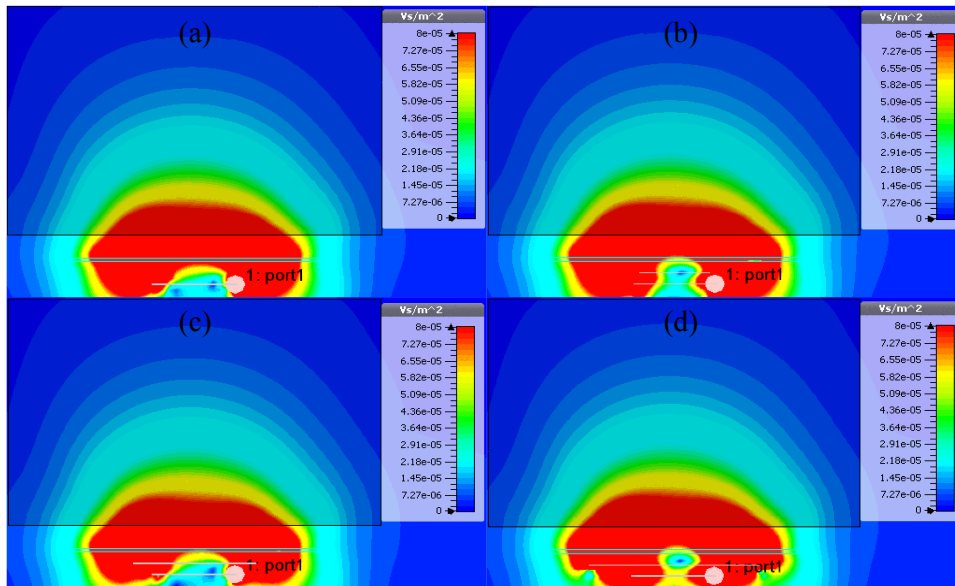 (a)
Vs/m^2
8e-05
7.27e-05
6.55e-05
5.82e-05
5.09e-05
4.36e-05
3.64e-05
2.91e-05
2.18e-05
1.45e-05
7.27e-06
0
1: port1
(b)
Vs/m^2
8e-05
7.27e-05
6.55e-05
5.82e-05
5.09e-05
4.36e-05
3.64e-05
2.91e-05
2.18e-05
1.45e-05
7.27e-06
0
1: port1
(c)
Vs/m^2
8e-05
7.27e-05
6.55e-05
5.82e-05
5.09e-05
4.36e-05
3.64e-05
2.91e-05
2.18e-05
1.45e-05
7.27e-06
0
1: port1
(d)
Vs/m^2
8e-05
7.27e-05
6.55e-05
5.82e-05
5.09e-05
4.36e-05
3.64e-05
2.91e-05
2.18e-05
1.45e-05
7.27e-06
0
1: port1